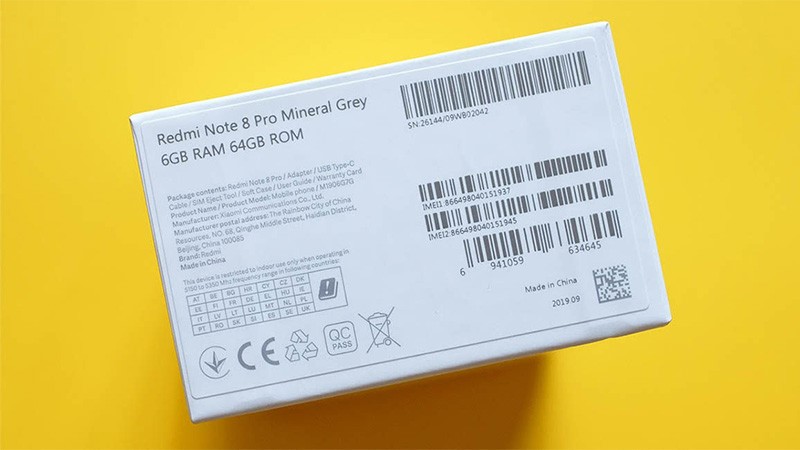 Redmi Note 8 Pro Mineral Grey
6GB RAM 64GB ROM
Package contents: Redmi Note 8 Pro / Adapter / USB Type-C
Cable / SIM Eject Tool / Soft Case / User Guide / Warranty Card
Product Name / Product Model: Mobile phone / M1906G7G
Manufacturer: Xiaomi Communications Co., Ltd.
Manufacturer postal address: The Rainbow City of China
Resources, NO. 68, Qinghe Middle Street, Haidian District,
Beijing, China 100085
Brand: Redmi
Made in China
This device is restricted to indoor use only when operating in
5150 to 5350 Mhz frequency range in following countries:
AT BE BG HR CY CZ DK
EE FI FR DE EL HU IE
IT LV LT LU MT NL PL
PT RO SK SI ES SE UK
CE
QC
PASS
SN:26144/09WB02042
IMEI1:866498040151937
IMEI2:866498040151945
6 941059 634645
Made in China
2019.09